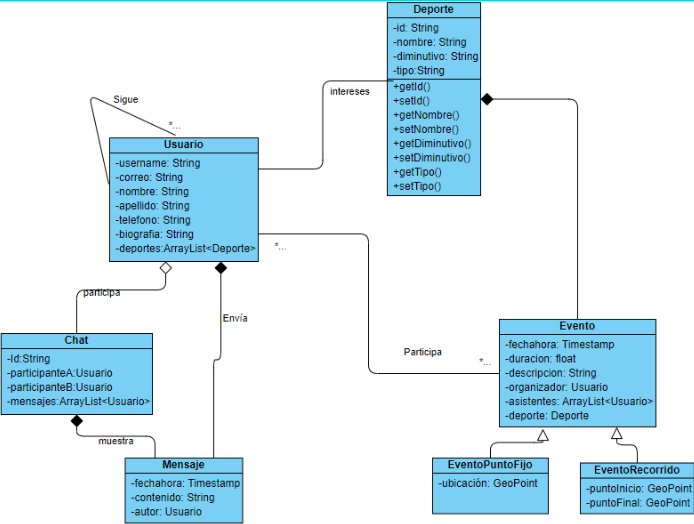 Deporte
-id: String
-nombre: String
-diminutivo: String
-tipo:String
+getId()
+setId()
+getNombre()
+setNombre()
+getDiminutivo()
+setDiminutivo()
+getTipo()
+setTipo()
intereses
Sigue
*...
Usuario
-username: String
-correo: String
-nombre: String
-apellido: String
-telefono: String
-biografia: String
-deportes:ArrayList<Deporte>
*...
participa
Envía
Participa
*...
Chat
-Id:String
-participanteA:Usuario
-participanteB:Usuario
-mensajes:ArrayList<Usuario>
muestra
Evento
-fechahora: Timestamp
-duracion: float
-descripcion: String
-organizador: Usuario
-asistentes: ArrayList<Usuario>
-deporte: Deporte
Mensaje
-fechahora: Timestamp
-contenido: String
-autor: Usuario
EventoPuntoFijo
-ubicación: GeoPoint
EventoRecorrido
-puntoInicio: GeoPoint
-puntoFinal: GeoPoint